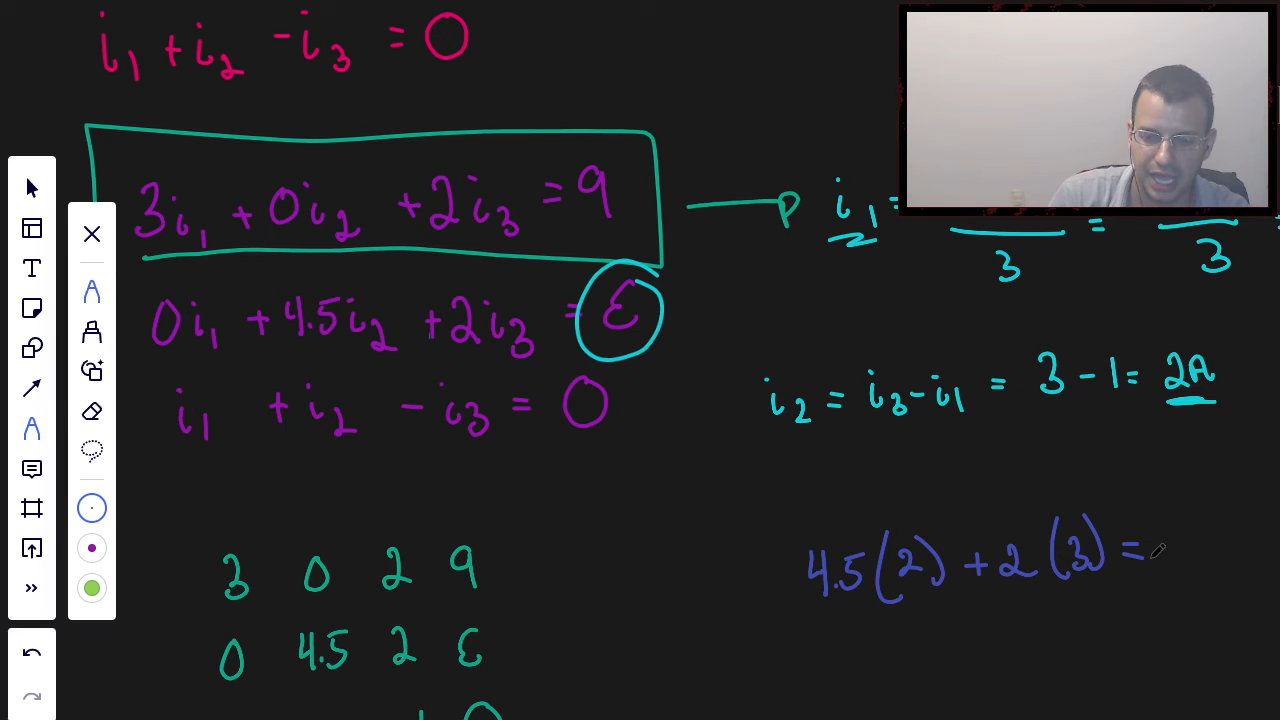 i₁ + i₂ - i₃ = 0
3i₁ + 0i₂ + 2i₃ = 9
i₁ =
3 = 3
0i₁ + 4.5i₂ + 2i₃ = ε
i₂ = i₃ - i₁ = 3 - 1 = 2A
i₁ + i₂ - i₃ = 0
4.5(2) + 2(3) =
3 0 2 9
0 4.5 2 ε